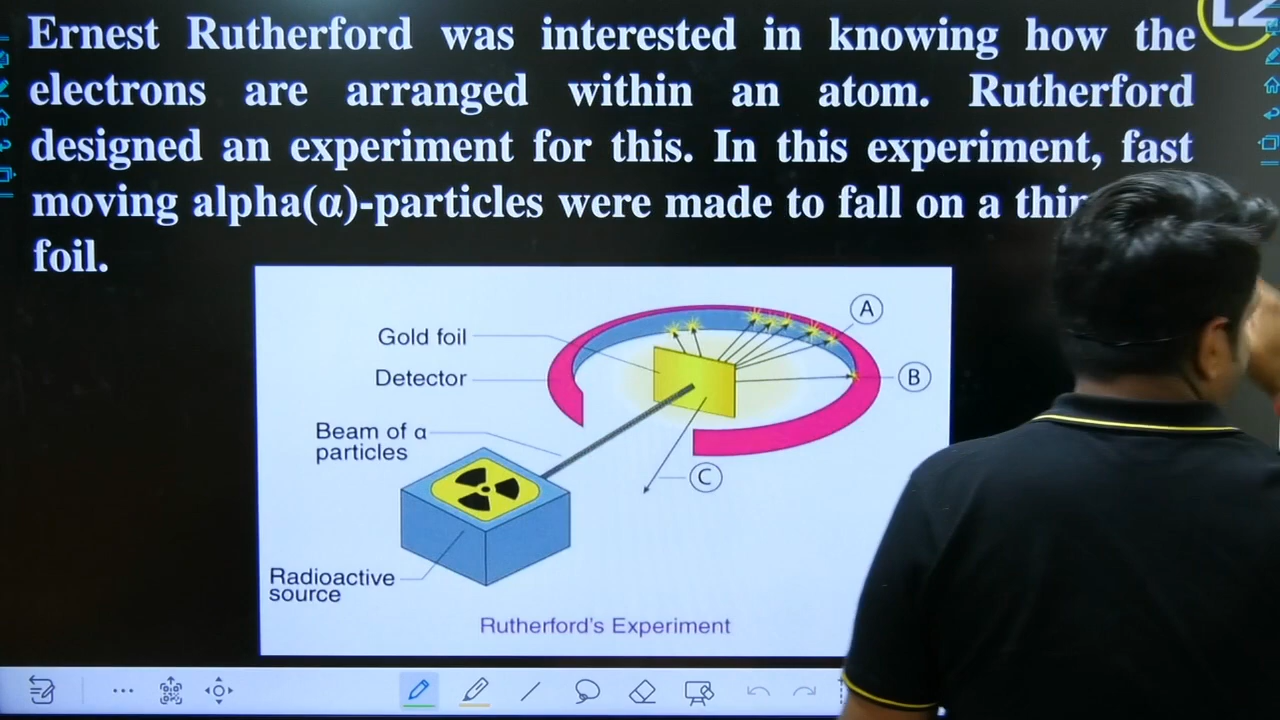 Ernest Rutherford was interested in knowing how the
electrons are arranged within an atom. Rutherford
designed an experiment for this. In this experiment, fast
moving alpha(α)-particles were made to fall on a
foil.
Gold foil
Detector
Beam of α
particles
Radioactive
source
A
B
C
Rutherford's Experiment